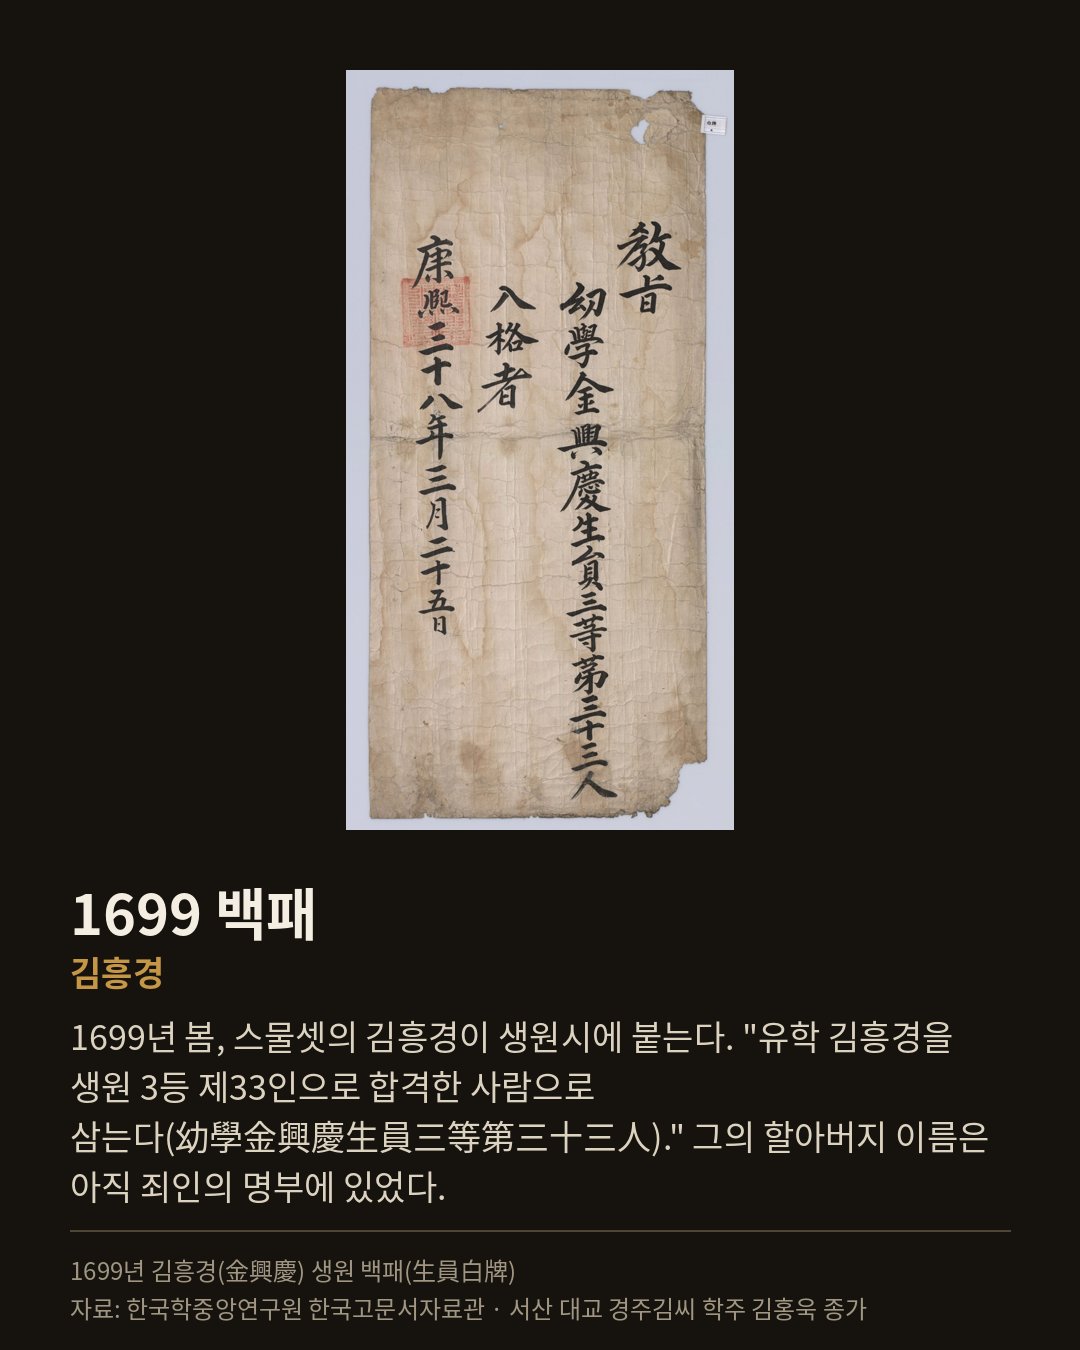 教旨
幼學金興慶生員三等第三十三人
入格者
康熙三十八年三月二十五日
1699 백패
김흥경
1699년 봄, 스물셋의 김흥경이 생원시에 붙는다. "유학 김흥경을
생원 3등 제33인으로 합격한 사람으로
삼는다(幼學金興慶生員三等第三十三人)." 그의 할아버지 이름은
아직 죄인의 명부에 있었다.
1699년 김흥경(金興慶) 생원 백패(生員白牌)
자료: 한국학중앙연구원 한국고문서자료관 · 서산 대교 경주김씨 학주 김홍욱 종가